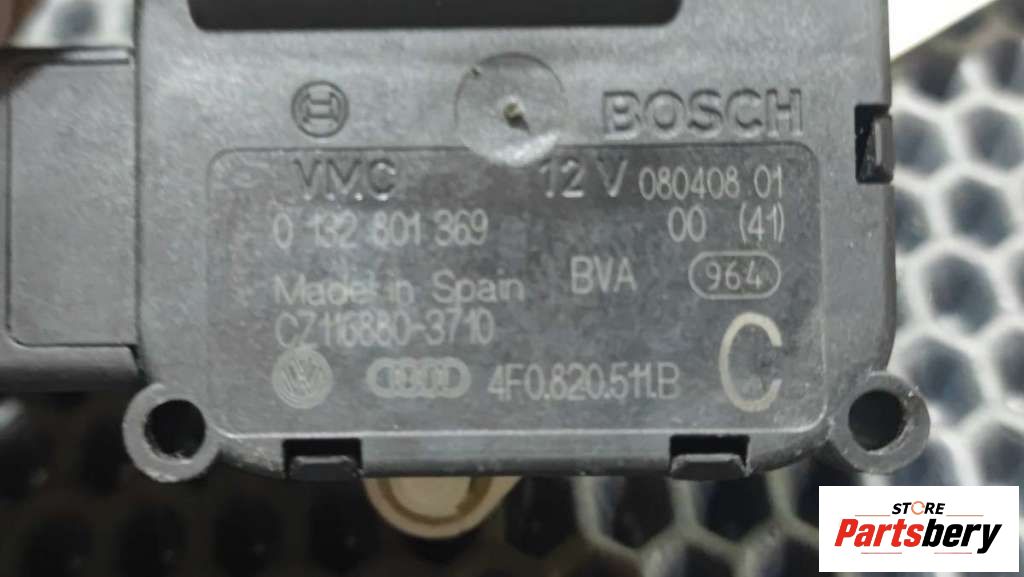 BOSCH
VMC 12 V 080408 01
0 132 801 369 00 (41)
Made in Spain BVA 964
CZ116880-3710
4F0.820.511.B C
STORE
Partsbery